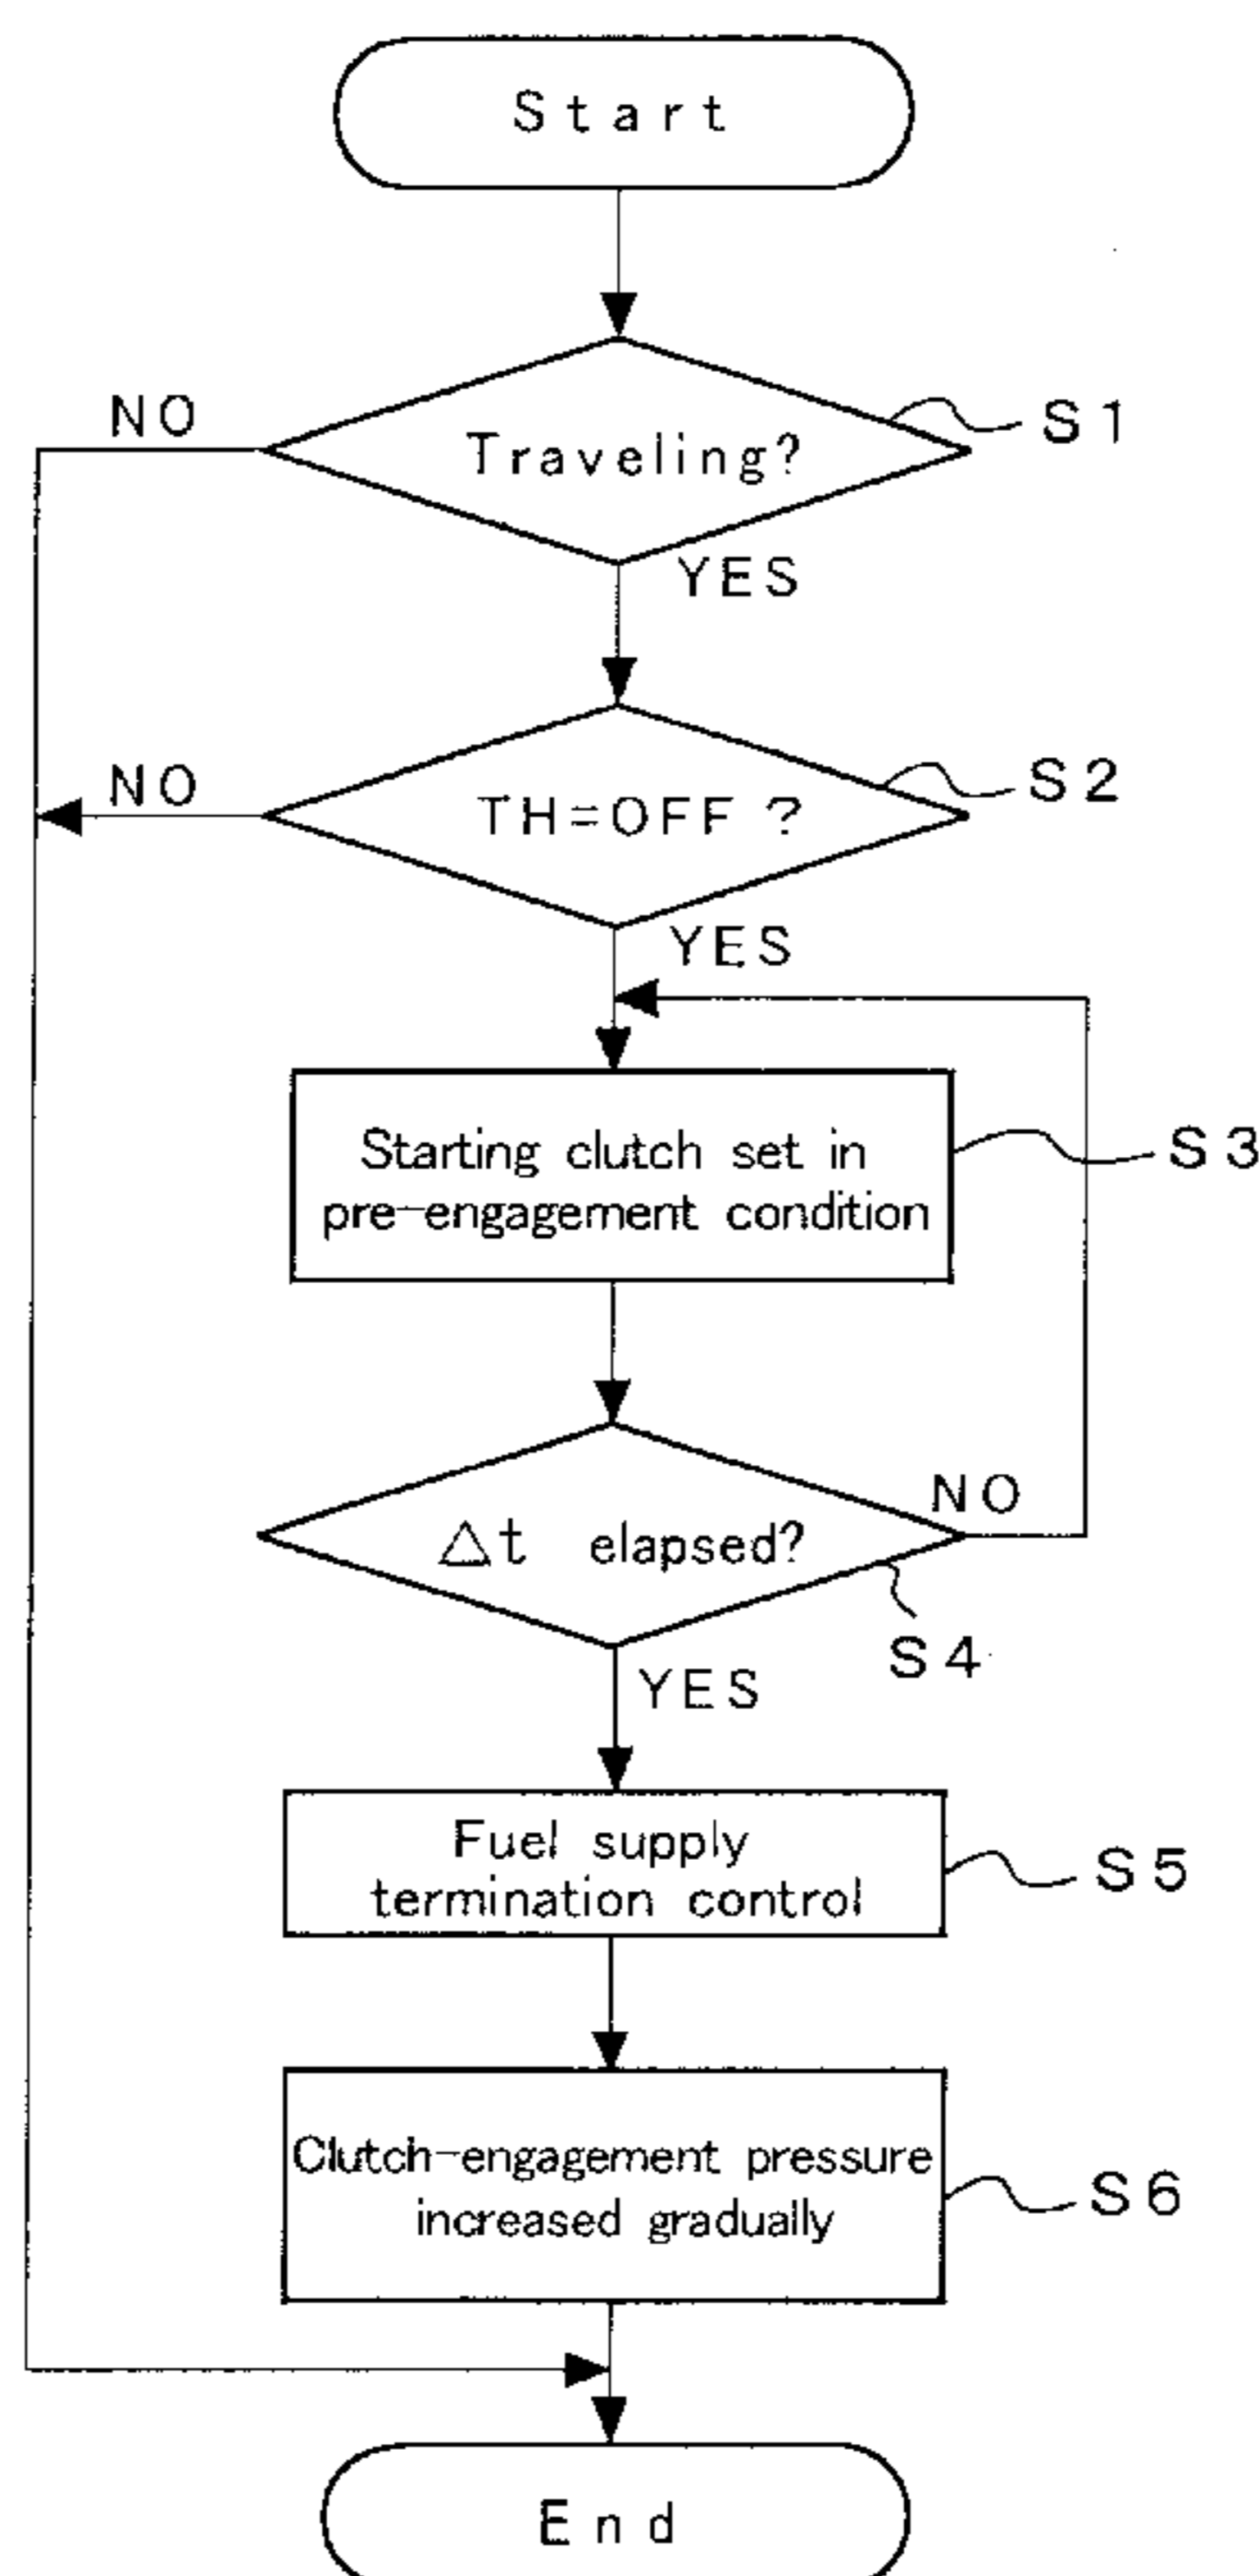 Start
NO
Traveling?
S1
YES
NO
TH=OFF ?
S2
YES
Starting clutch set in
pre-engagement condition
S3
NO
Δt elapsed?
S4
YES
Fuel supply
termination control
S5
Clutch-engagement pressure
increased gradually
S6
End